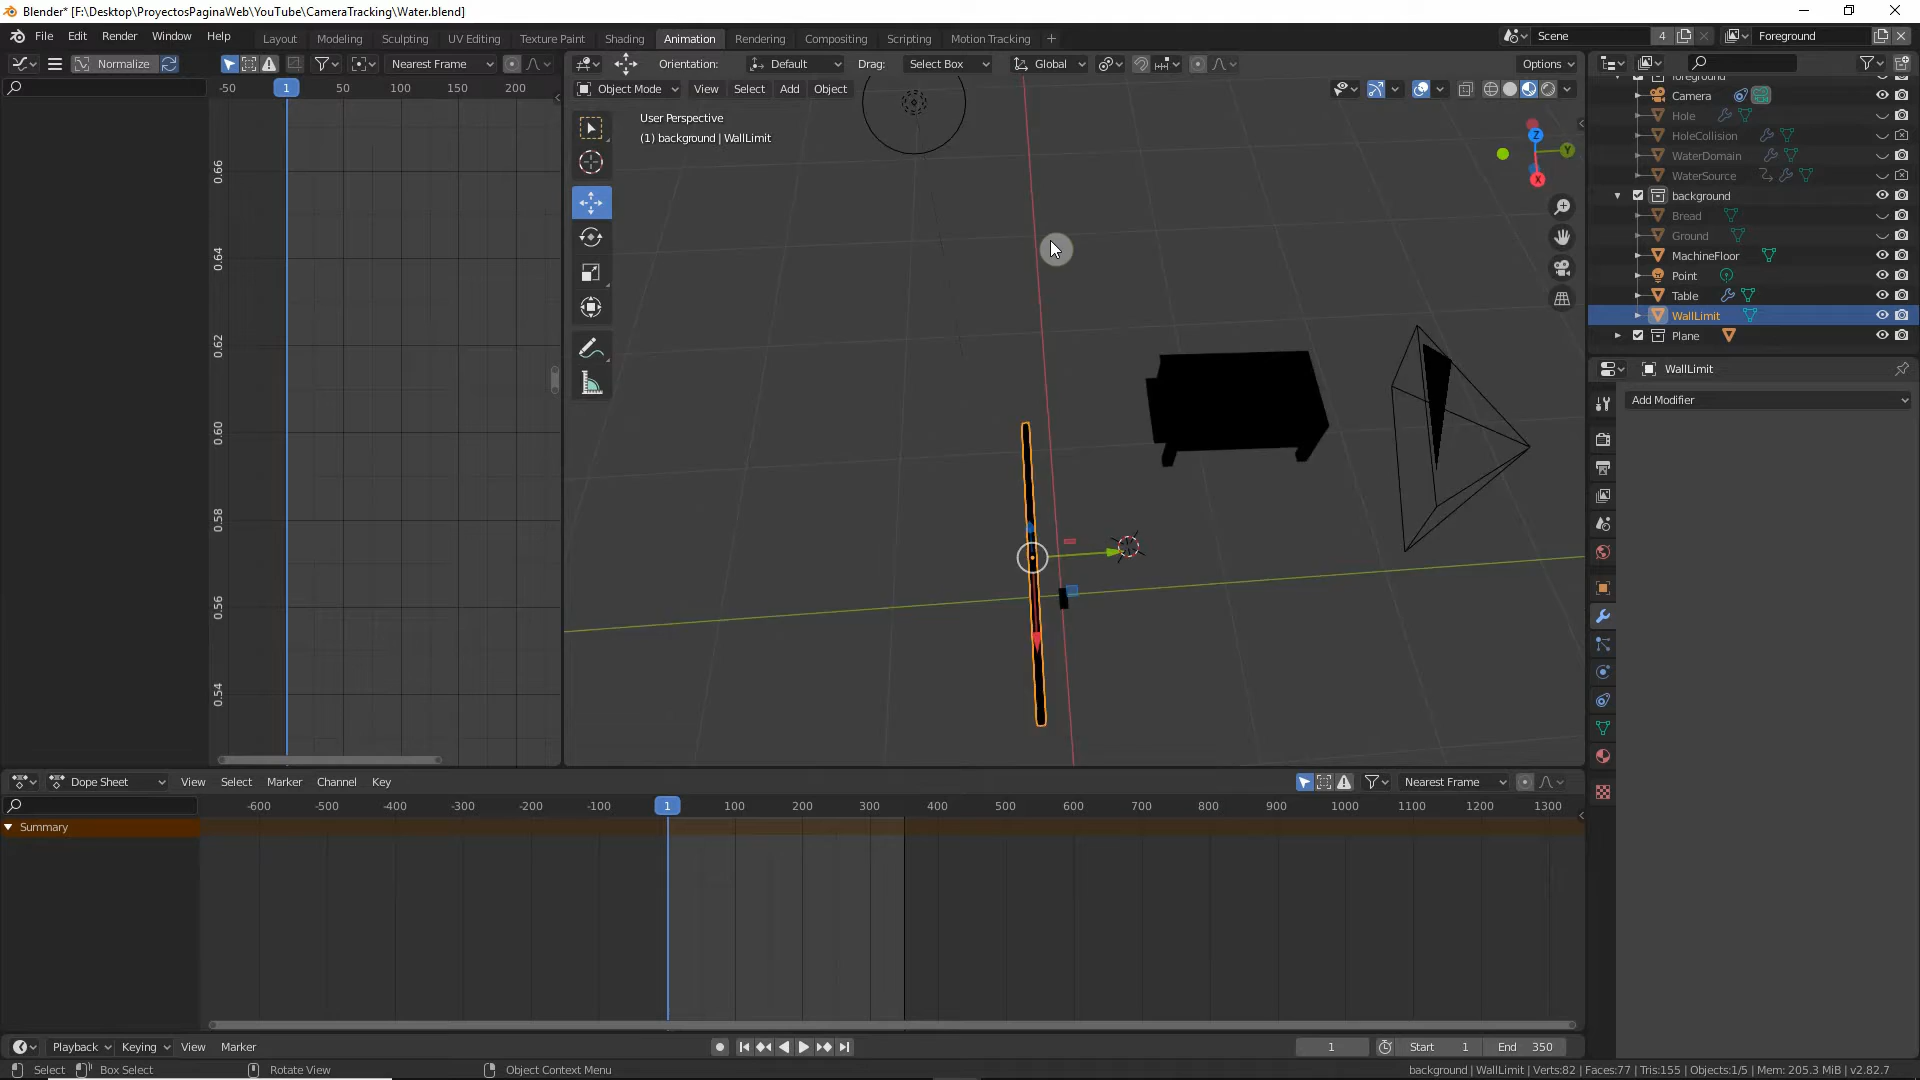 Blender* [F:\Desktop\ProyectosPaginaWeb\YouTube\CameraTracking\Water.blend]
File Edit Render Window Help
Layout Modeling Sculpting UV Editing Texture Paint Shading Animation Rendering Compositing Scripting Motion Tracking +
Scene 4 Foreground
Normalize Nearest Frame
Orientation: Default Drag: Select Box Global Options
-50 1 50 100 150 200
Object Mode View Select Add Object
User Perspective
(1) background | WallLimit
Z
Y
X
0.66
0.64
0.62
0.60
0.58
0.56
0.54
foreground
Camera
Hole
HoleCollision
WaterDomain
WaterSource
background
Bread
Ground
MachineFloor
Point
Table
WallLimit
Plane
WallLimit
Add Modifier
Dope Sheet View Select Marker Channel Key Nearest Frame
-600 -500 -400 -300 -200 -100 1 100 200 300 400 500 600 700 800 900 1000 1100 1200 1300
Summary
Playback Keying View Marker 1 Start 1 End 350
Select Box Select Rotate View Object Context Menu
background | WallLimit | Verts:82 | Faces:77 | Tris:155 | Objects:1/5 | Mem: 205.3 MiB | v2.82.7